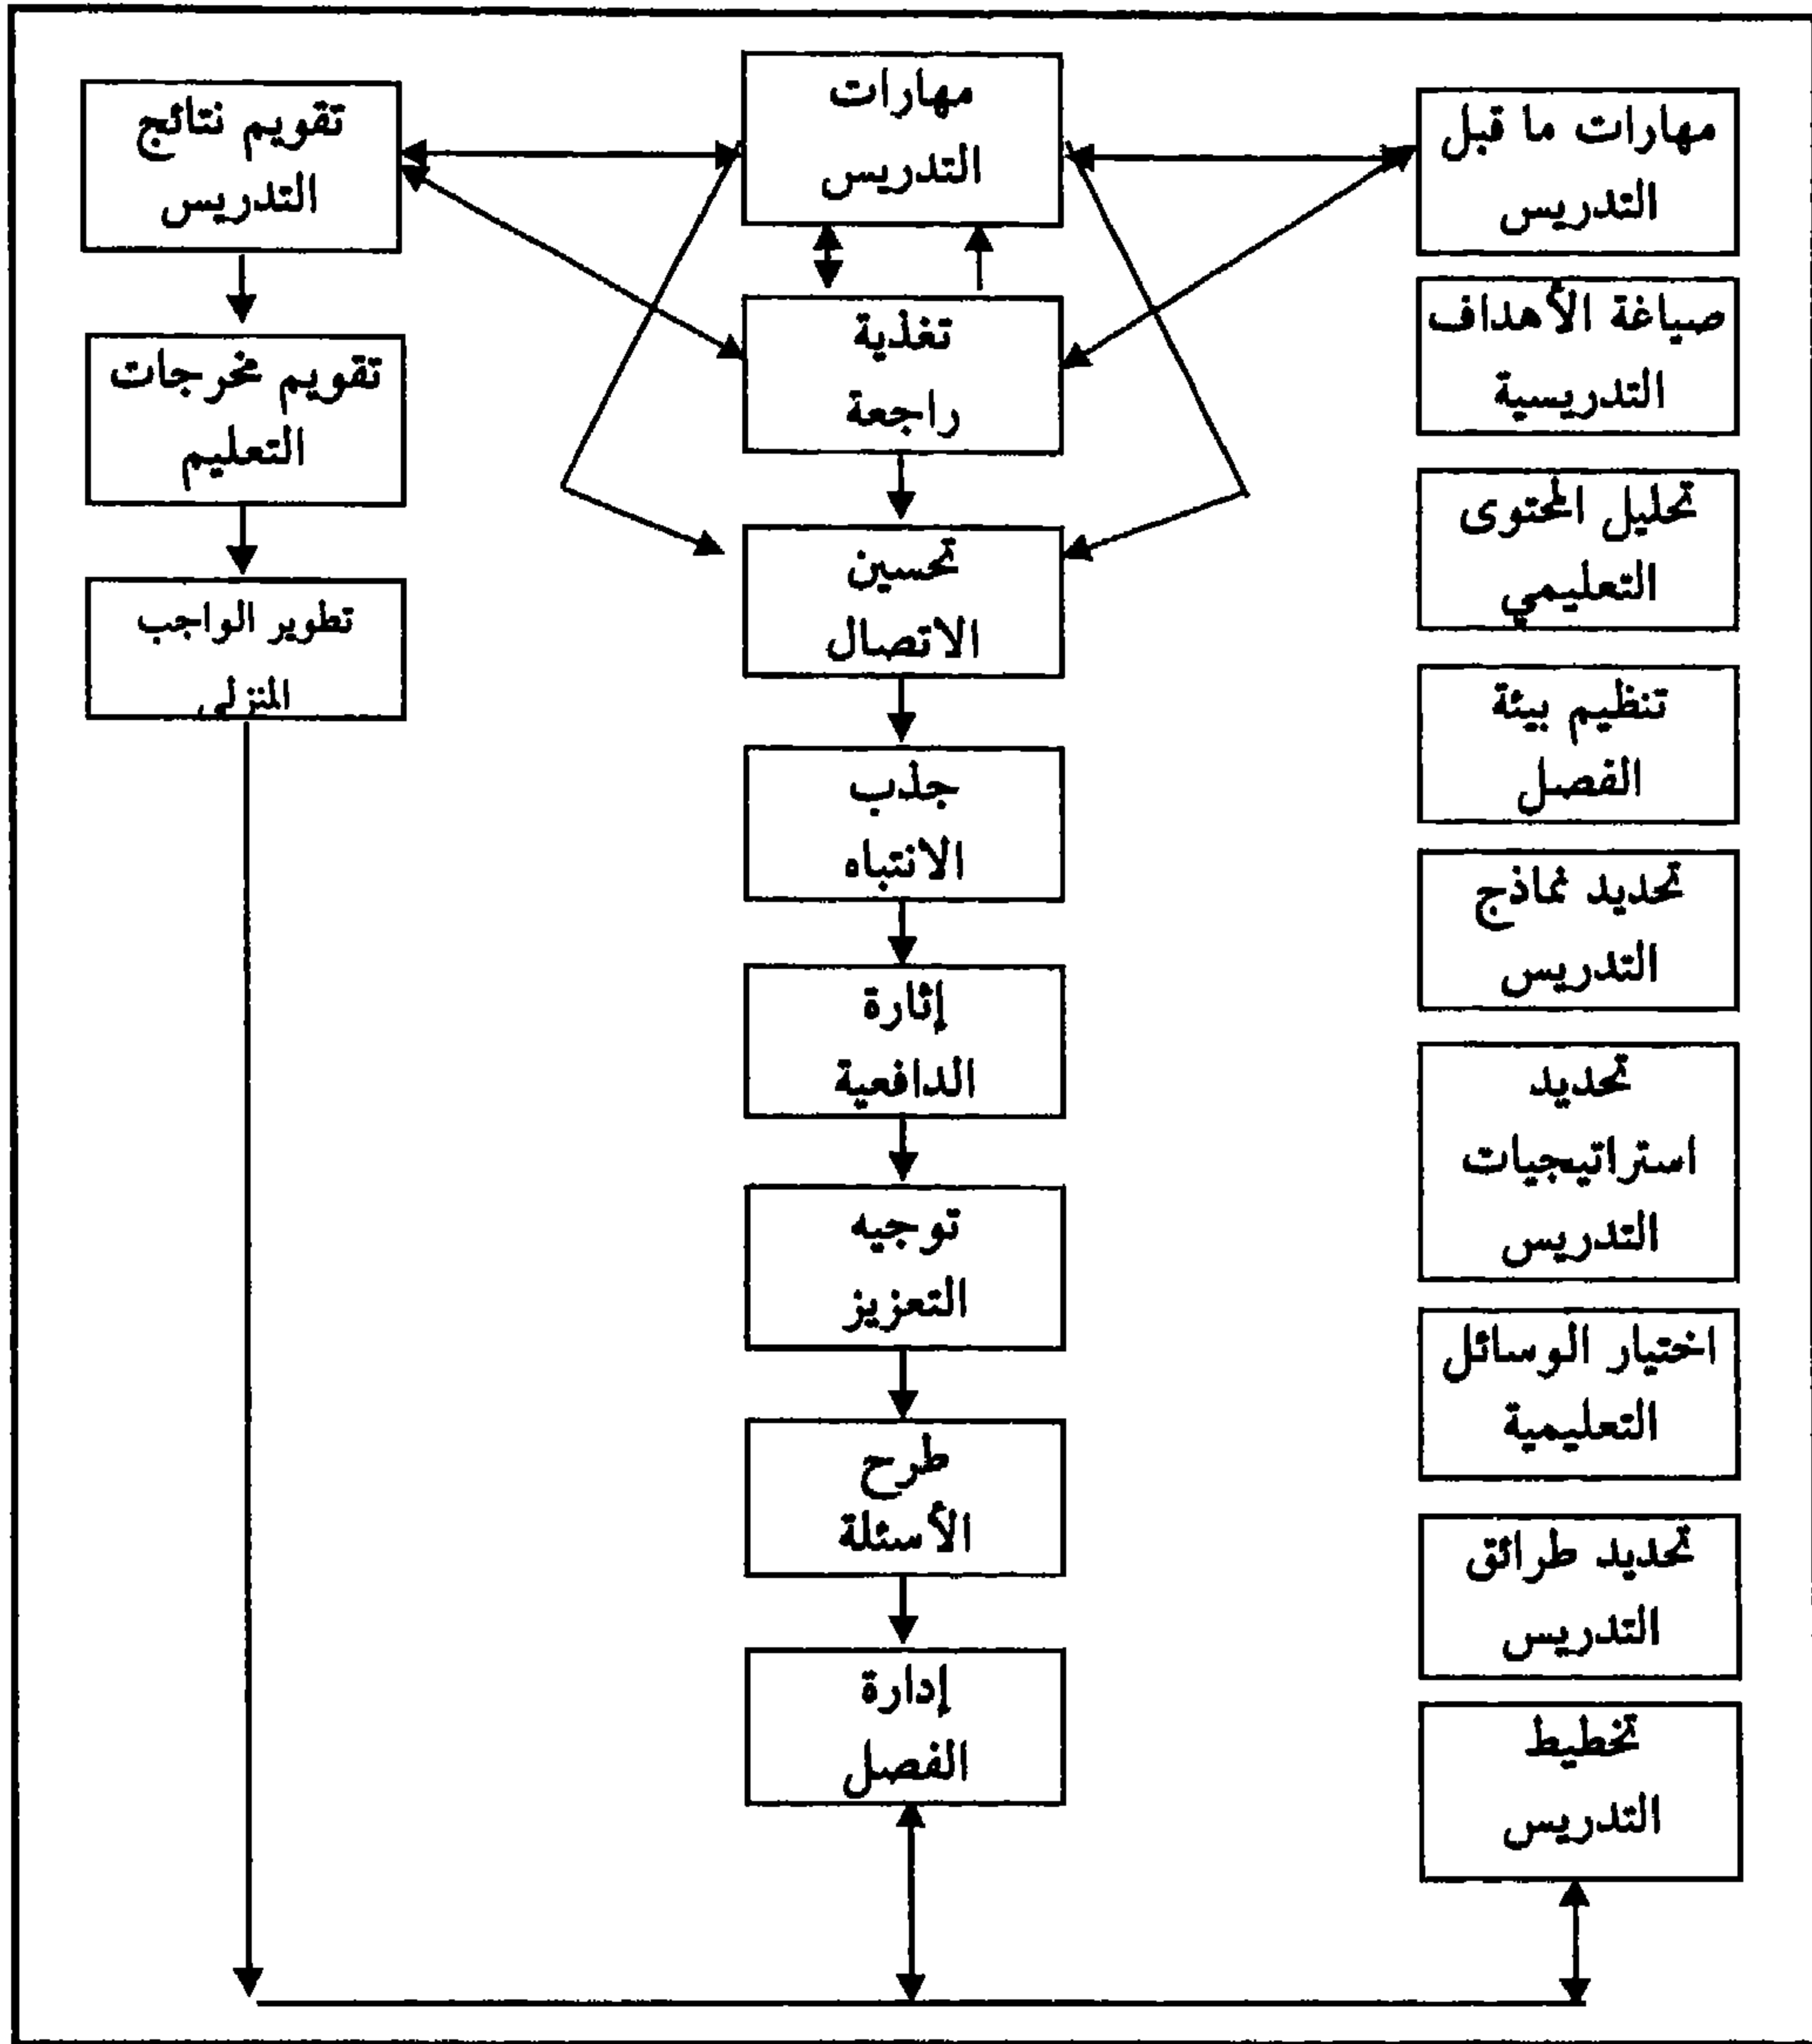 مهارات ما قبل
التدريس
صياغة الأهداف
التدريسية
تحليل المحتوى
التعليمي
تنظيم بيئة
الفصل
تحديد نماذج
التدريس
تحديد
استراتيجيات
التدريس
اختيار الوسائل
التعليمية
تحديد طرائق
التدريس
تخطيط
التدريس
مهارات
التدريس
تغذية
راجعة
تحسين
الاتصال
جذب
الانتباه
إثارة
الدافعية
توجيه
التعزيز
طرح
الأسئلة
إدارة
الفصل
تقويم نتائج
التدريس
تقويم مخرجات
التعليم
تطوير الواجب
المنزلي